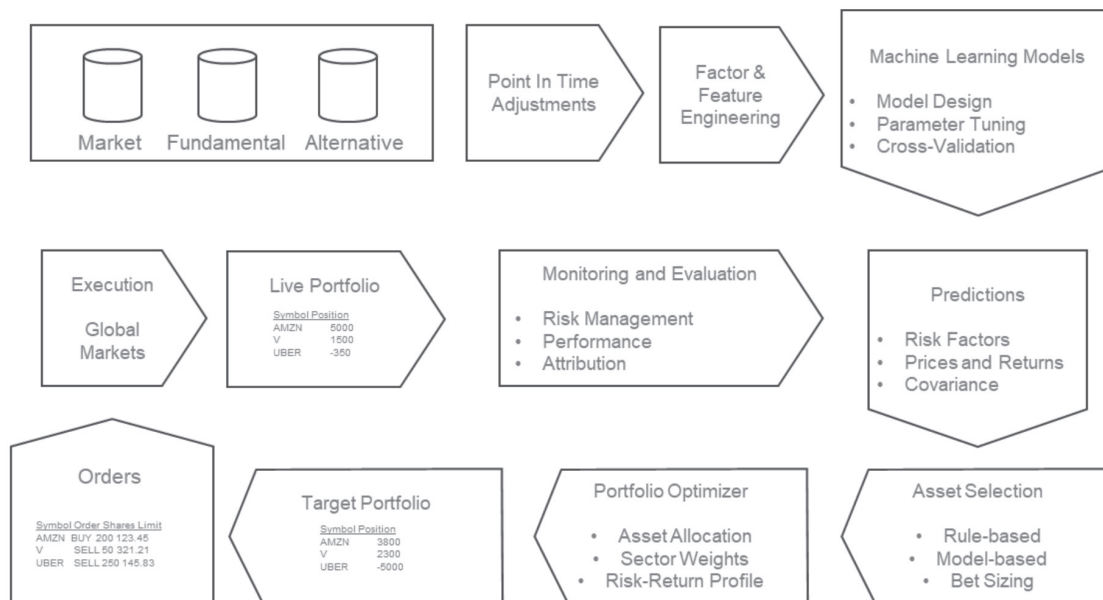 Market Fundamental Alternative
Point In Time
Adjustments
Factor &
Feature
Engineering
Machine Learning Models
• Model Design
• Parameter Tuning
• Cross-Validation
Execution
Global
Markets
Live Portfolio
Symbol Position
AMZN 5000
V 1500
UBER -350
Monitoring and Evaluation
• Risk Management
• Performance
• Attribution
Predictions
• Risk Factors
• Prices and Returns
• Covariance
Orders
Symbol Order Shares Limit
AMZN BUY 200 123.45
V SELL 50 321.21
UBER SELL 250 145.83
Target Portfolio
Symbol Position
AMZN 3800
V 2300
UBER -5000
Portfolio Optimizer
• Asset Allocation
• Sector Weights
• Risk-Return Profile
Asset Selection
• Rule-based
• Model-based
• Bet Sizing